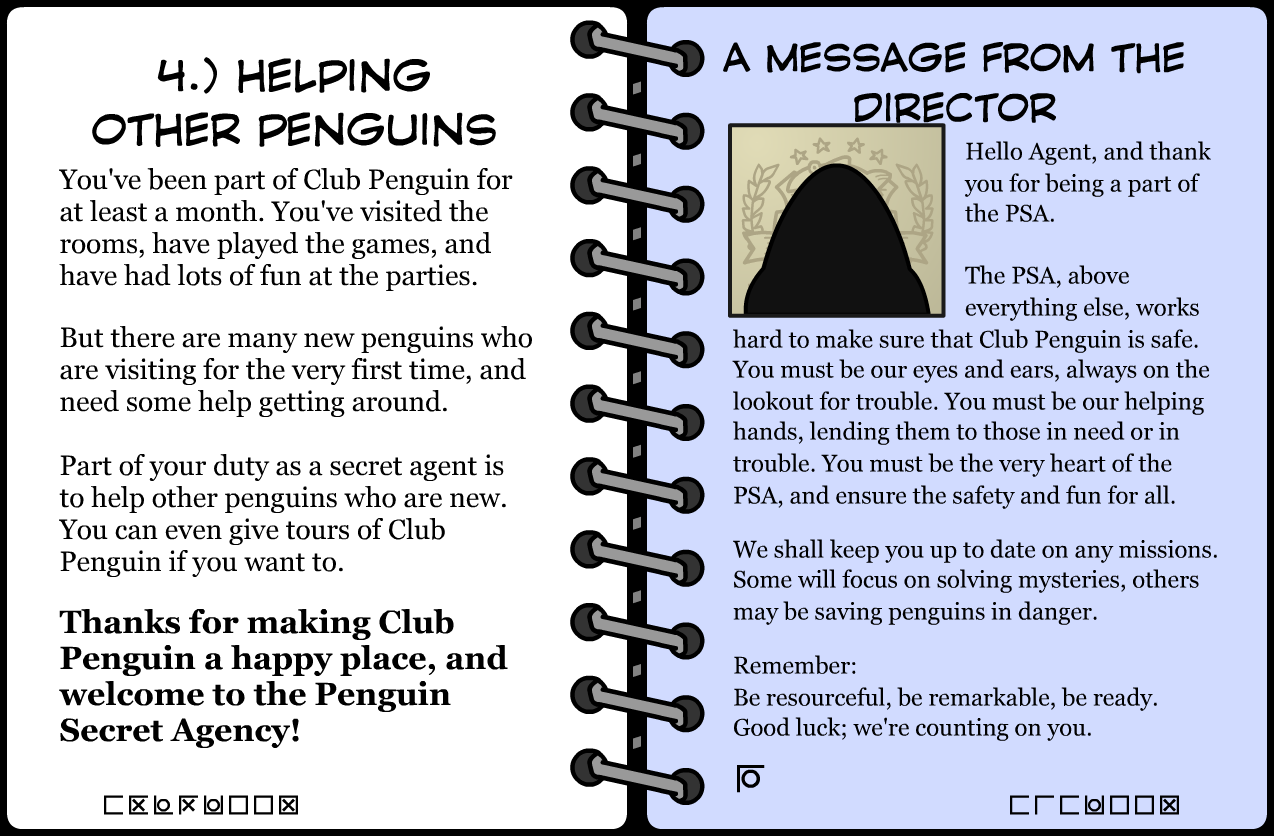 4.) HELPING
OTHER PENGUINS
You've been part of Club Penguin for
at least a month. You've visited the
rooms, have played the games, and
have had lots of fun at the parties.
But there are many new penguins who
are visiting for the very first time, and
need some help getting around.
Part of your duty as a secret agent is
to help other penguins who are new.
You can even give tours of Club
Penguin if you want to.
Thanks for making Club
Penguin a happy place, and
welcome to the Penguin
Secret Agency!
A MESSAGE FROM THE
DIRECTOR
Hello Agent, and thank
you for being a part of
the PSA.
The PSA, above
everything else, works
hard to make sure that Club Penguin is safe.
You must be our eyes and ears, always on the
lookout for trouble. You must be our helping
hands, lending them to those in need or in
trouble. You must be the very heart of the
PSA, and ensure the safety and fun for all.
We shall keep you up to date on any missions.
Some will focus on solving mysteries, others
may be saving penguins in danger.
Remember:
Be resourceful, be remarkable, be ready.
Good luck; we're counting on you.